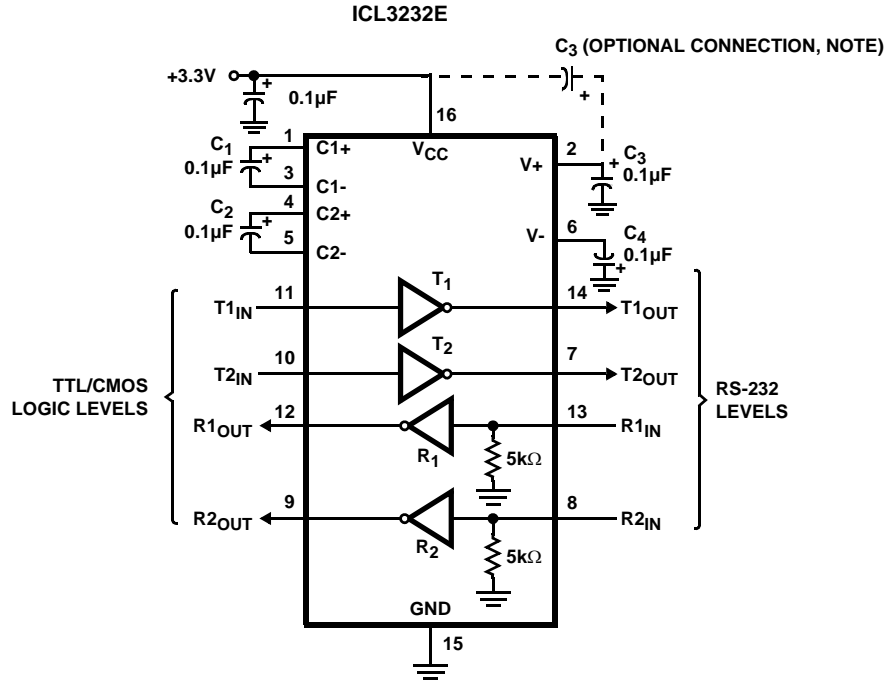 ICL3232E
C3 (OPTIONAL CONNECTION, NOTE)
+3.3V
+
0.1µF
+
16
1
C1
0.1µF
+
3
C1+
C1-
VCC
V+
2
+
C3
0.1µF
4
C2
0.1µF
+
5
C2+
C2-
V-
6
C4
0.1µF
+
T1IN
11
T1
14
T1OUT
T2IN
10
T2
7
T2OUT
TTL/CMOS
LOGIC LEVELS
RS-232
LEVELS
R1OUT
12
R1
13
R1IN
5kΩ
R2OUT
9
R2
8
R2IN
5kΩ
GND
15